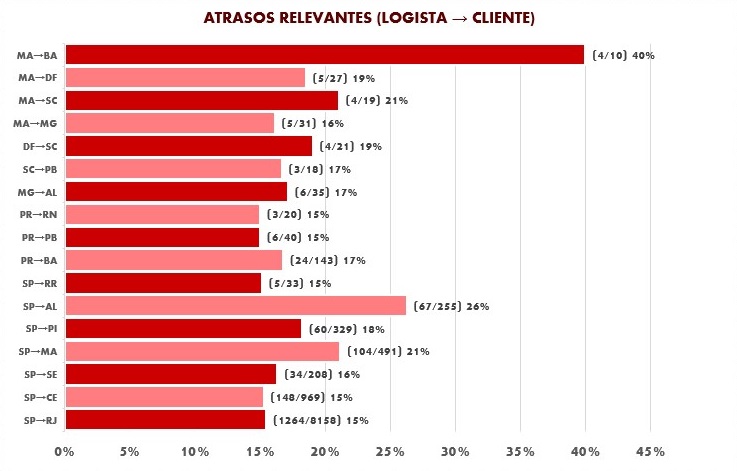 ATRASOS RELEVANTES (LOGISTA → CLIENTE)
MA→BA (4/10) 40%
MA→DF (5/27) 19%
MA→SC (4/19) 21%
MA→MG (5/31) 16%
DF→SC (4/21) 19%
SC→PB (3/18) 17%
MG→AL (6/35) 17%
PR→RN (3/20) 15%
PR→PB (6/40) 15%
PR→BA (24/143) 17%
SP→RR (5/33) 15%
SP→AL (67/255) 26%
SP→PI (60/329) 18%
SP→MA (104/491) 21%
SP→SE (34/208) 16%
SP→CE (148/969) 15%
SP→RJ (1264/8158) 15%
0% 5% 10% 15% 20% 25% 30% 35% 40% 45%